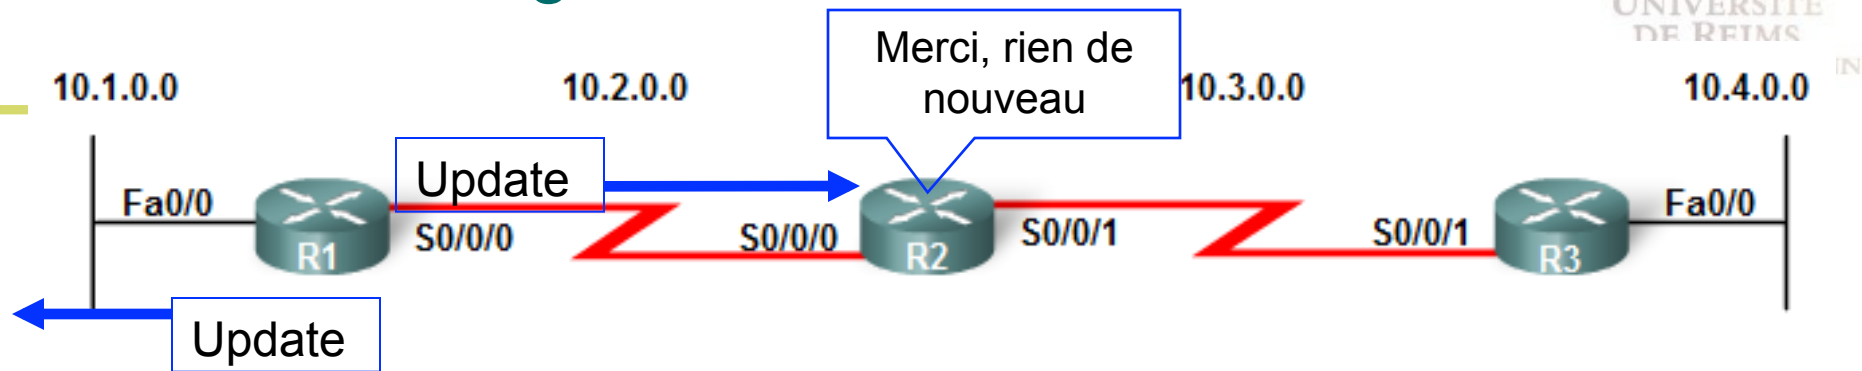 UNIVERSITE
DE REIMS
Merci, rien de
nouveau
10.1.0.0
10.2.0.0
10.3.0.0
10.4.0.0
Update
Fa0/0
Fa0/0
S0/0/0
S0/0/0
S0/0/1
S0/0/1
R1
R2
R3
Update